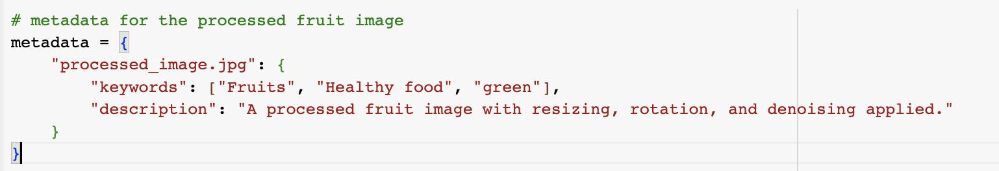 # metadata for the processed fruit image
metadata = {
    "processed_image.jpg": {
        "keywords": ["Fruits", "Healthy food", "green"],
        "description": "A processed fruit image with resizing, rotation, and denoising applied."
    }
}